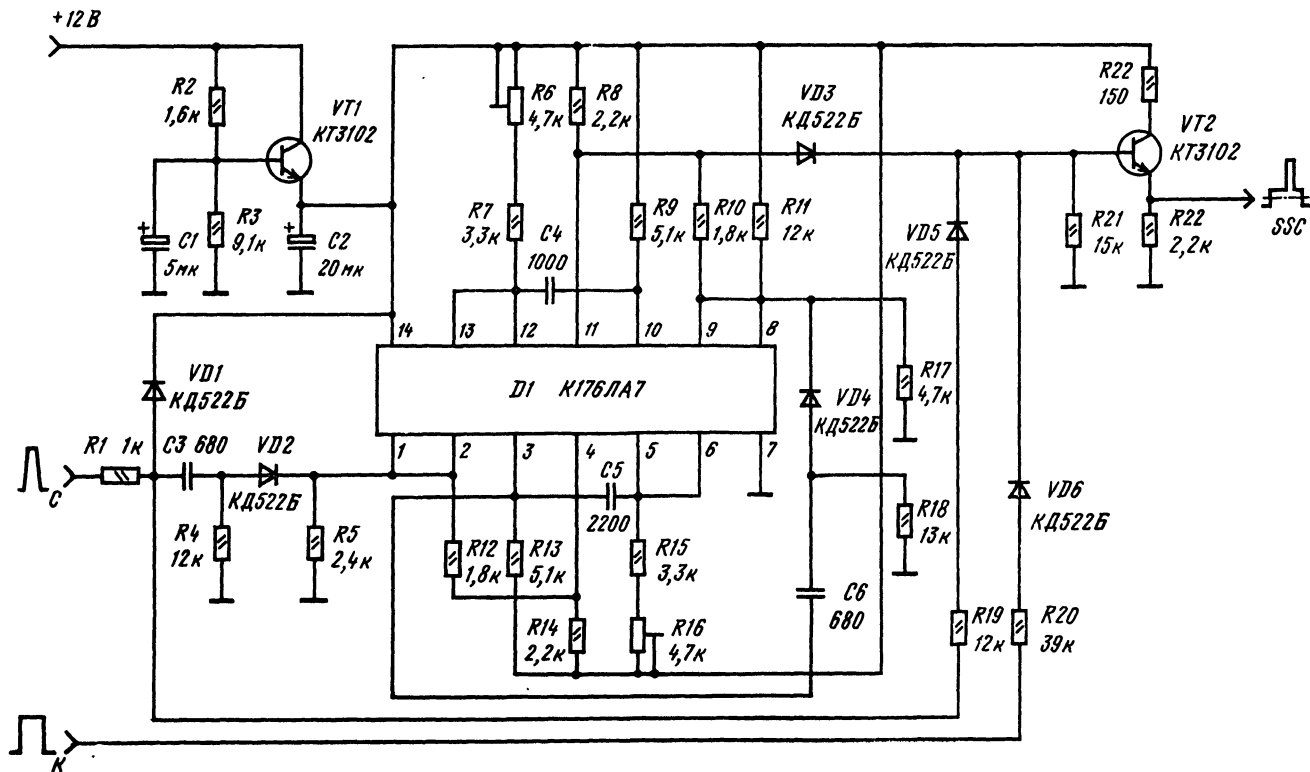 +12 В
R2
1,6к
VT1
КТ3102
R3
9,1к
C1
5мк
C2
20мк
R6
4,7к
R8
2,2к
VD3
КД522Б
R22
150
VT2
КТ3102
R7
3,3к
C4
1000
R9
5,1к
R10
1,8к
R11
12к
VD5
КД522Б
R21
15к
R22
2,2к
SSC
14
13
12
11
10
9
8
D1 К176ЛА7
VD1
КД522Б
VD4
КД522Б
R17
4,7к
R1 1к
C3 680
VD2
КД522Б
С
1
2
3
4
5
6
7
C5
2200
R4
12к
R5
2,4к
R12
1,8к
R13
5,1к
R15
3,3к
R18
13к
VD6
КД522Б
C6
680
R14
2,2к
R16
4,7к
R19
12к
R20
39к
К